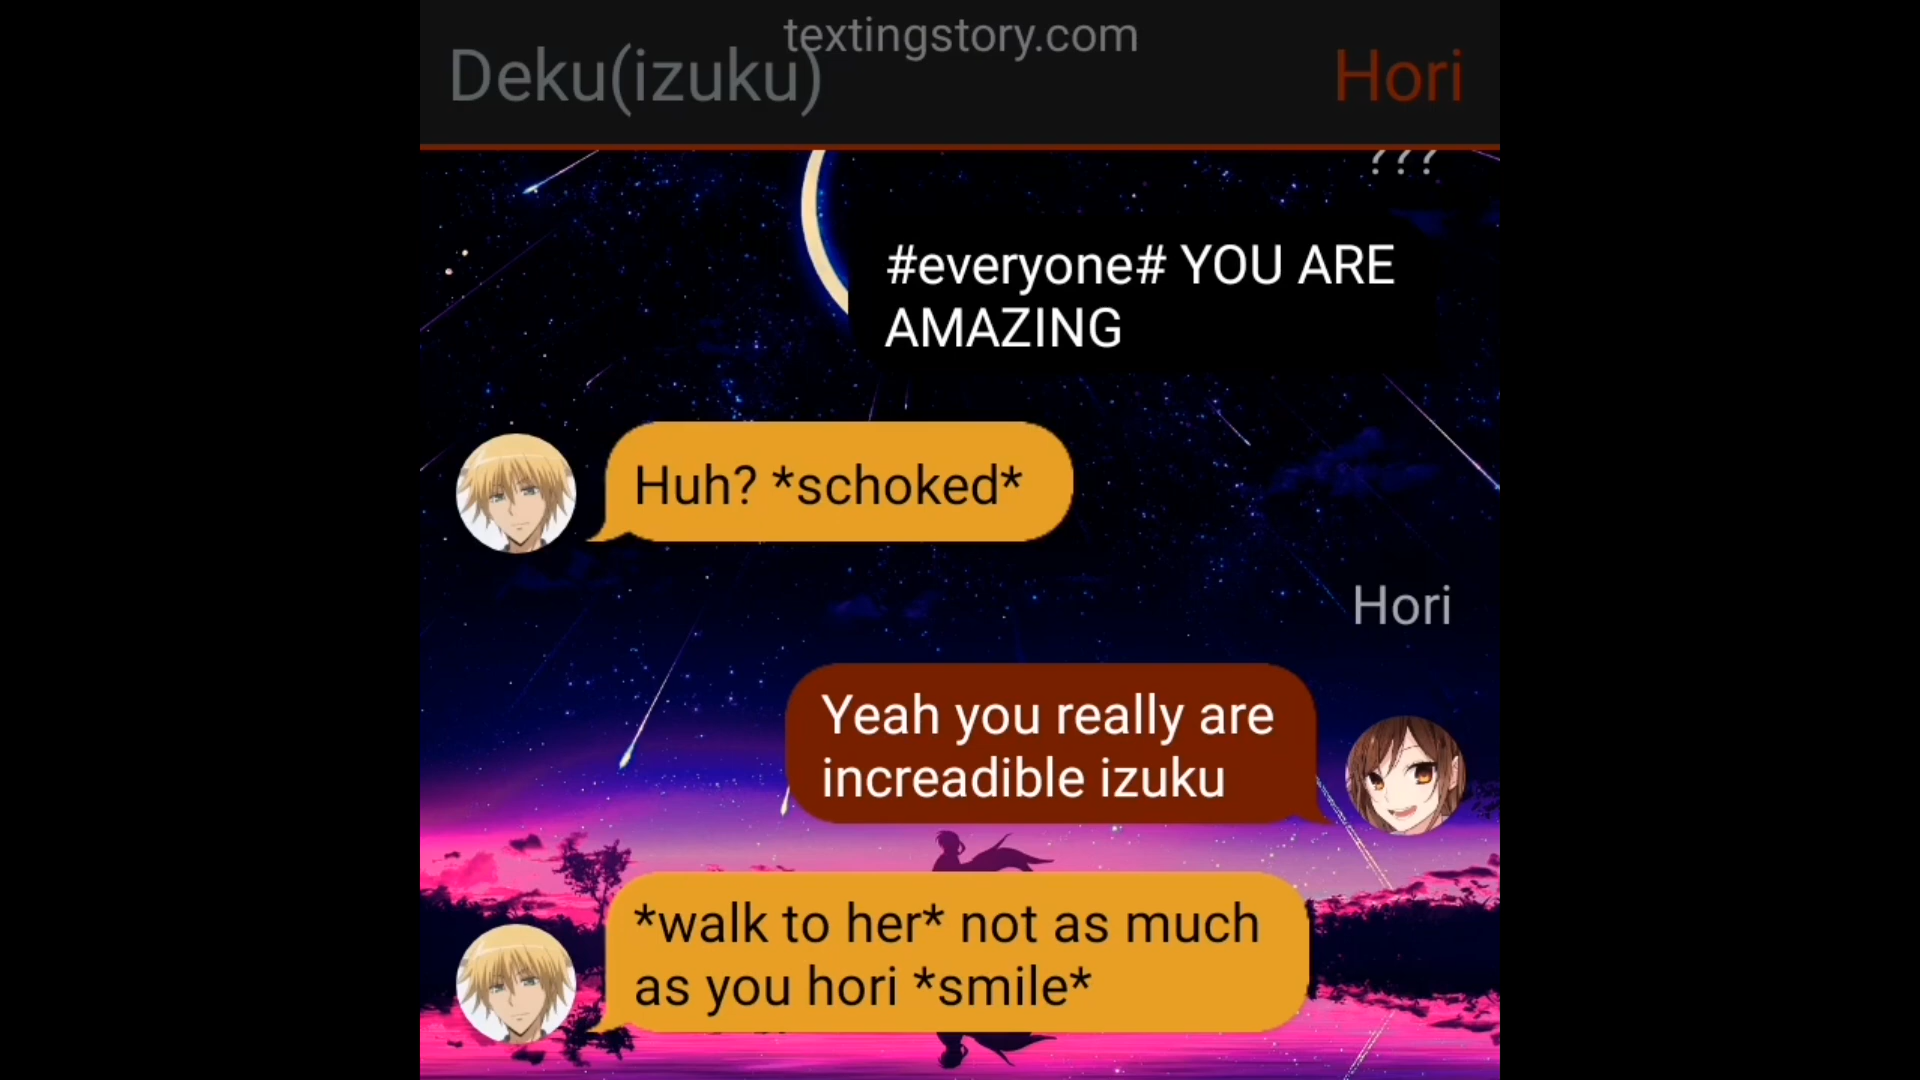 textingstory.com
Deku(izuku)
Hori
???
#everyone# YOU ARE
AMAZING
Huh? *schoked*
Hori
Yeah you really are
increadible izuku
*walk to her* not as much
as you hori *smile*